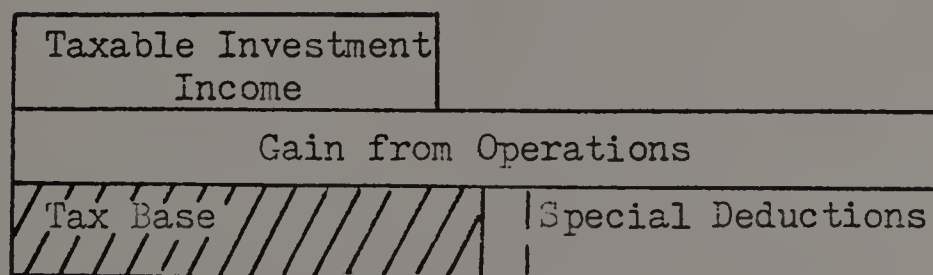 Taxable Investment
Income
Gain from Operations
Tax Base
Special Deductions